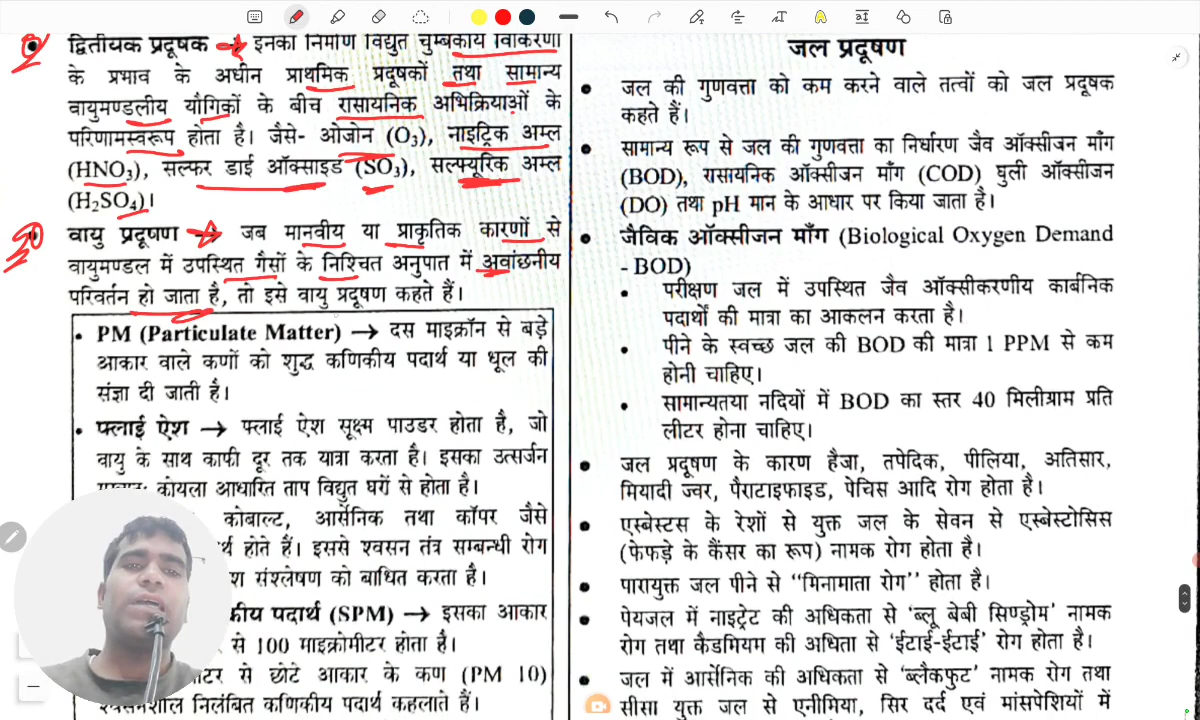 द्वितीयक प्रदूषक → इनका निर्माण विद्युत चुम्बकीय विकिरणों
के प्रभाव के अधीन प्राथमिक प्रदूषकों तथा सामान्य
वायुमण्डलीय यौगिकों के बीच रासायनिक अभिक्रियाओं के
परिणामस्वरूप होता है। जैसे- ओजोन (O₃), नाइट्रिक अम्ल
(HNO₃), सल्फर डाई ऑक्साइड (SO₃), सल्फ्यूरिक अम्ल
(H₂SO₄)।
वायु प्रदूषण → जब मानवीय या प्राकृतिक कारणों से
वायुमण्डल में उपस्थित गैसों के निश्चित अनुपात में अवांछनीय
परिवर्तन हो जाता है, तो इसे वायु प्रदूषण कहते हैं।
• PM (Particulate Matter) → दस माइक्रॉन से बड़े
आकार वाले कणों को शुद्ध कणिकीय पदार्थ या धूल की
संज्ञा दी जाती है।
• फ्लाई ऐश → फ्लाई ऐश सूक्ष्म पाउडर होता है, जो
वायु के साथ काफी दूर तक यात्रा करता है। इसका उत्सर्जन
कोयला आधारित ताप विद्युत घरों से होता है।
कोबाल्ट, आर्सेनिक तथा कॉपर जैसे
होते हैं। इससे श्वसन तंत्र सम्बन्धी रोग
संश्लेषण को बाधित करता है।
पदार्थ (SPM) → इसका आकार
से 100 माइक्रोमीटर होता है।
से छोटे आकार के कण (PM 10)
श्वसनशील निलंबित कणिकीय पदार्थ कहलाते हैं।
जल प्रदूषण
• जल की गुणवत्ता को कम करने वाले तत्वों को जल प्रदूषक
कहते हैं।
• सामान्य रूप से जल की गुणवत्ता का निर्धारण जैव ऑक्सीजन माँग
(BOD), रासायनिक ऑक्सीजन माँग (COD) घुली ऑक्सीजन
(DO) तथा pH मान के आधार पर किया जाता है।
• जैविक ऑक्सीजन माँग (Biological Oxygen Demand
- BOD)
• परीक्षण जल में उपस्थित जैव ऑक्सीकरणीय कार्बनिक
पदार्थों की मात्रा का आकलन करता है।
• पीने के स्वच्छ जल की BOD की मात्रा 1 PPM से कम
होनी चाहिए।
• सामान्यतया नदियों में BOD का स्तर 40 मिलीग्राम प्रति
लीटर होना चाहिए।
• जल प्रदूषण के कारण हैजा, तपेदिक, पीलिया, अतिसार,
मियादी ज्वर, पैराटाइफाइड, पेचिस आदि रोग होता है।
• एस्बेस्टस के रेशों से युक्त जल के सेवन से एस्बेस्टोसिस
(फेफड़े के कैंसर का रूप) नामक रोग होता है।
• पारायुक्त जल पीने से “मिनामाता रोग” होता है।
• पेयजल में नाइट्रेट की अधिकता से ‘ब्लू बेबी सिण्ड्रोम’ नामक
रोग तथा कैडमियम की अधिता से ‘ईटाई-ईटाई’ रोग होता है।
• जल में आर्सेनिक की अधिकता से ‘ब्लैकफुट’ नामक रोग तथा
सीसा युक्त जल से एनीमिया, सिर दर्द एवं मांसपेशियों में